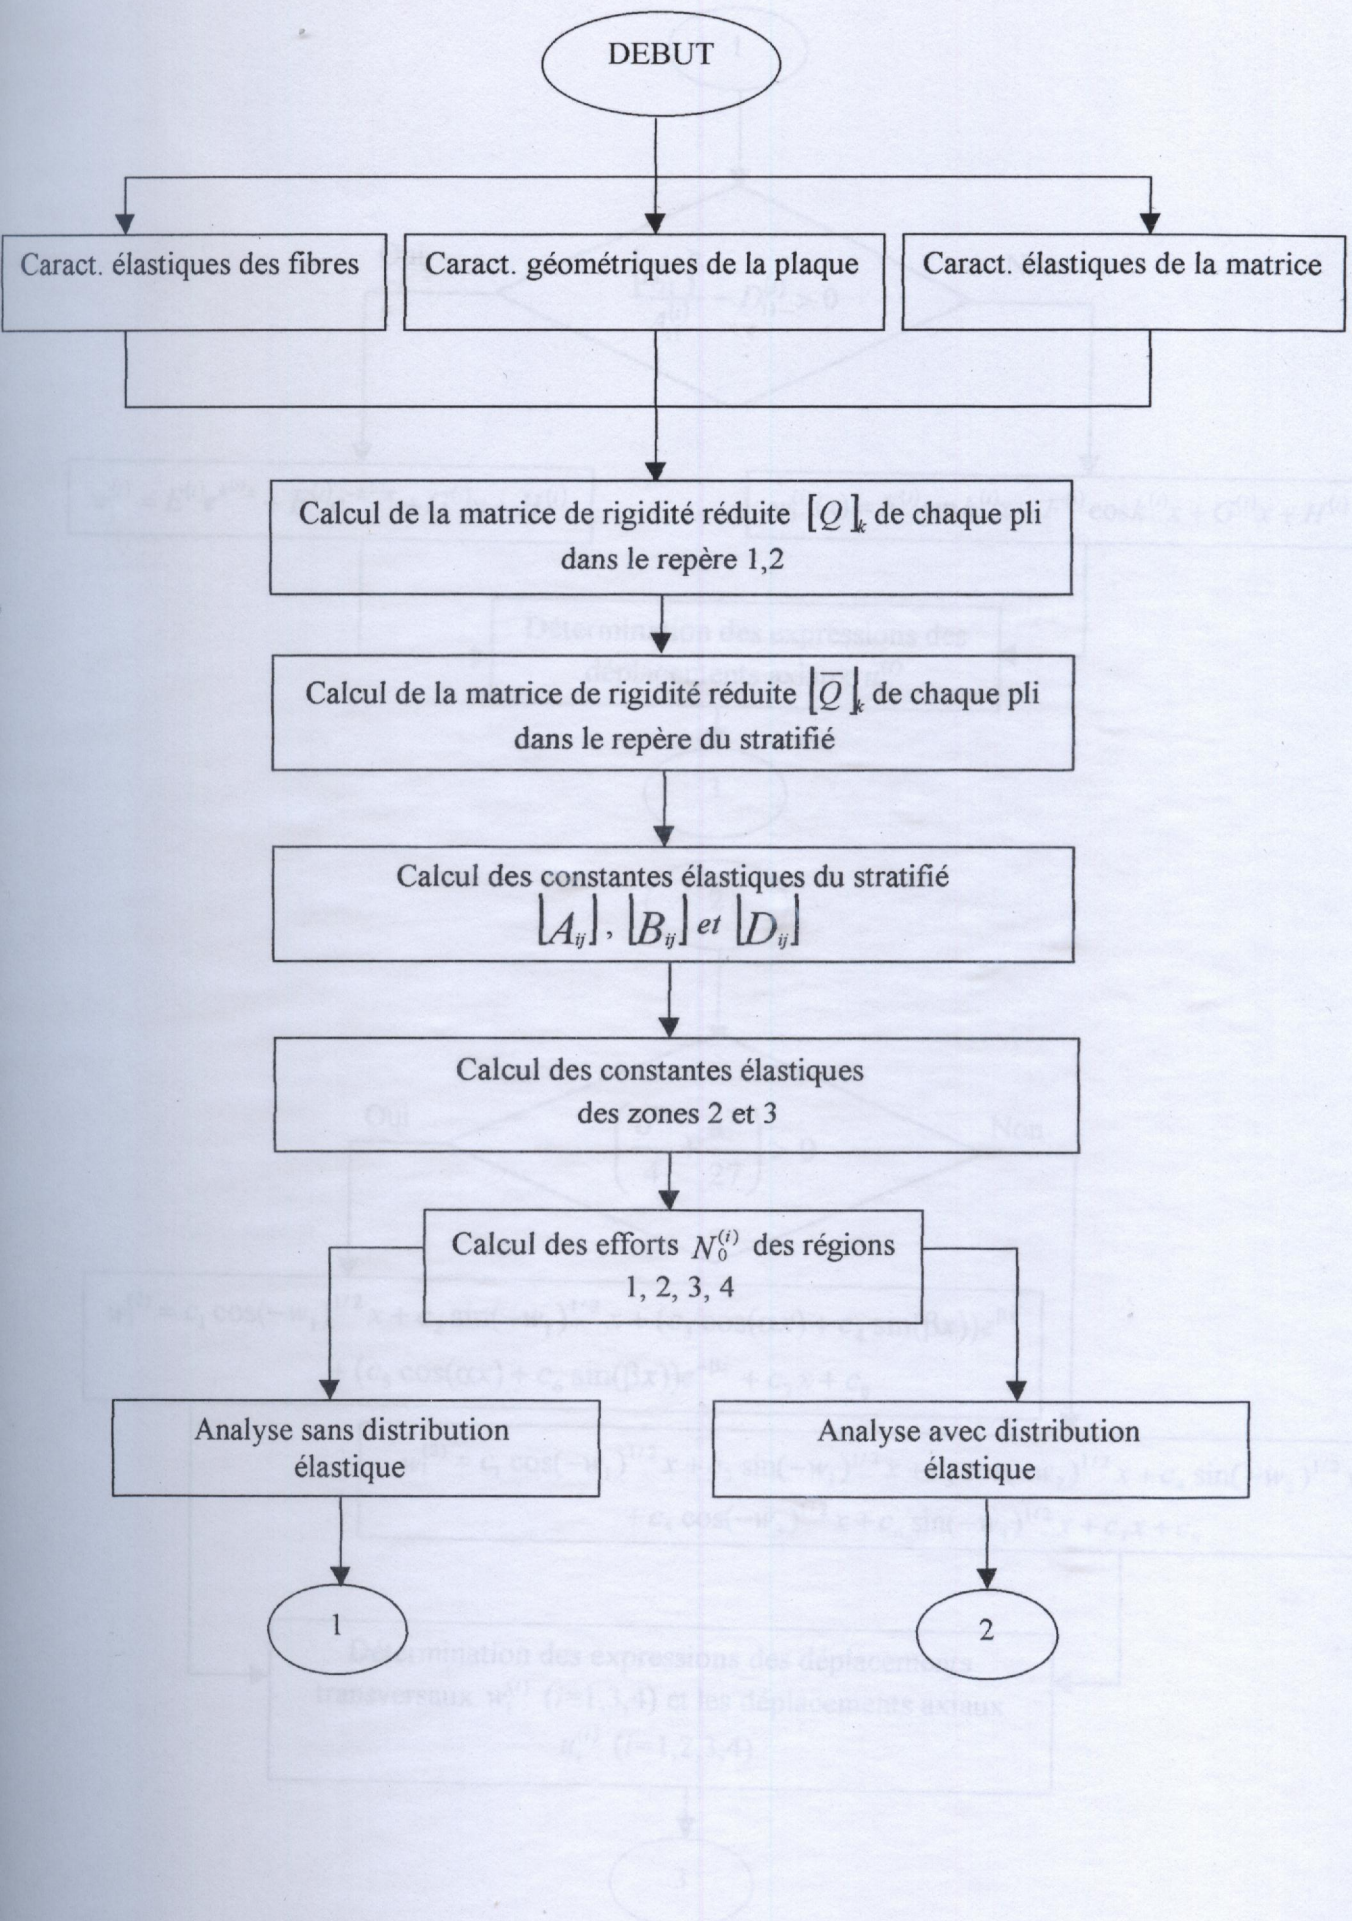 DEBUT
Caract. élastiques des fibres
Caract. géométriques de la plaque
Caract. élastiques de la matrice
Calcul de la matrice de rigidité réduite [Q]k de chaque pli
dans le repère 1,2
Calcul de la matrice de rigidité réduite [Q̄]k de chaque pli
dans le repère du stratifié
Calcul des constantes élastiques du stratifié
[Aij], [Bij] et [Dij]
Calcul des constantes élastiques
des zones 2 et 3
Calcul des efforts N₀⁽ⁱ⁾ des régions
1, 2, 3, 4
Analyse sans distribution
élastique
Analyse avec distribution
élastique
1
2